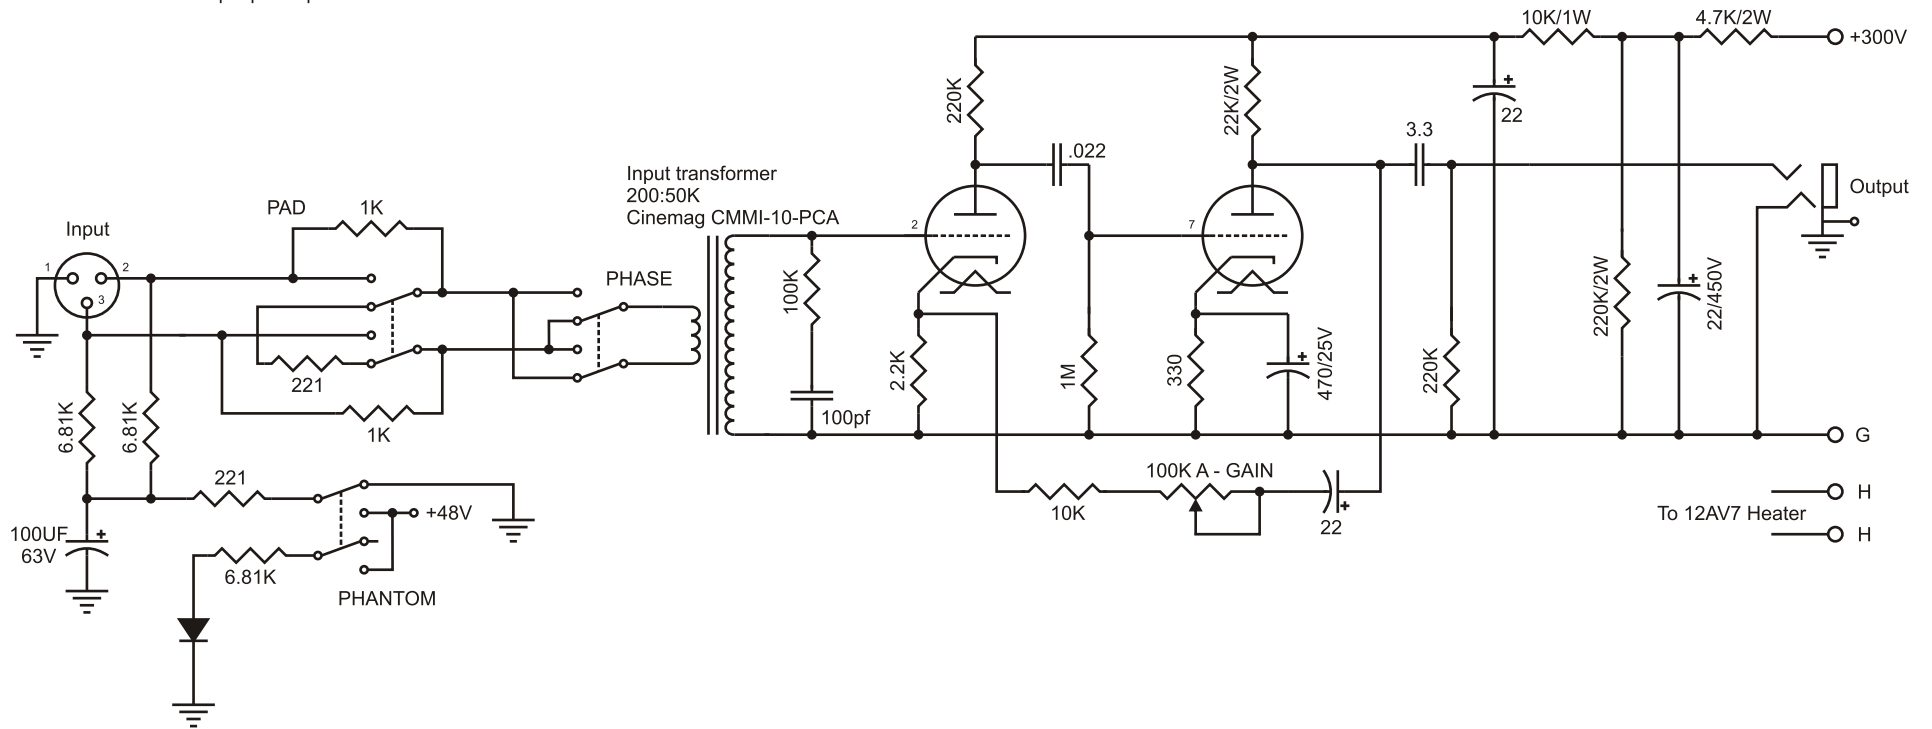 10K/1W
4.7K/2W
+300V
220K
22K/2W
22
3.3
.022
Input transformer
200:50K
Cinemag CMMI-10-PCA
Output
PAD
1K
Input
1
2
3
2
7
PHASE
100K
221
1K
100pf
2.2K
1M
330
470/25V
220K
220K/2W
22/450V
G
6.81K
6.81K
221
100K A - GAIN
10K
22
H
To 12AV7 Heater
H
+48V
100UF
63V
6.81K
PHANTOM